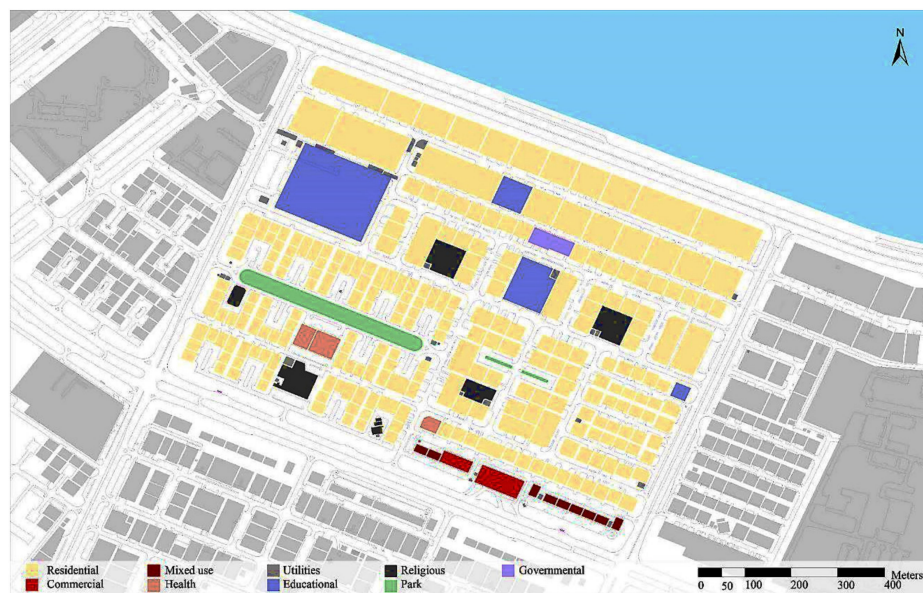 N
Residential Mixed use Utilities Religious Governmental
Commercial Health Educational Park
0 50 100 200 300 400 Meters